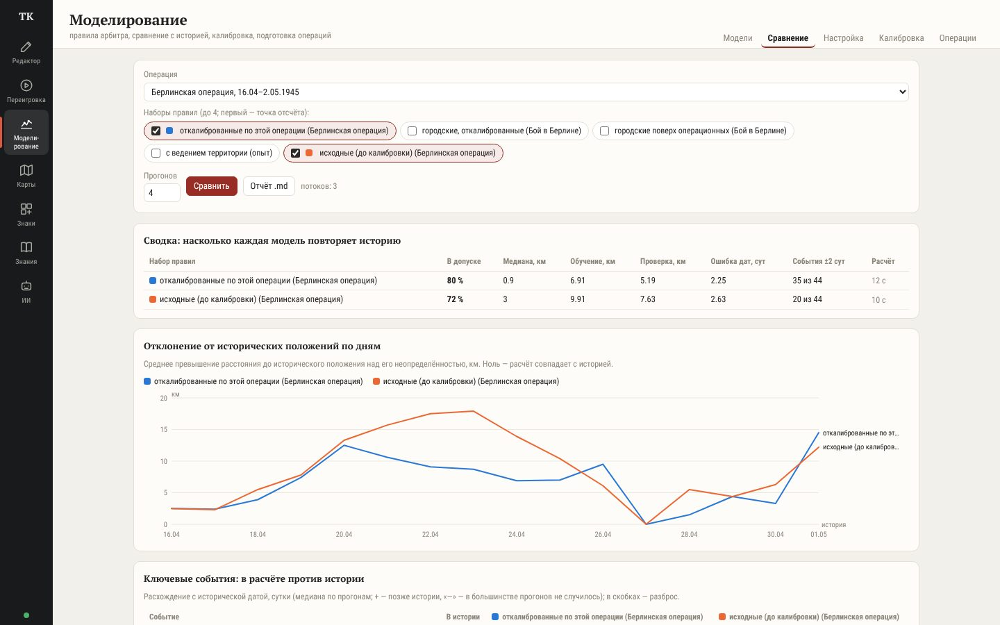 ТК
Редактор
Переигровка
Модели-
рование
Карты
Знаки
Знания
ИИ
Моделирование
правила арбитра, сравнение с историей, калибровка, подготовка операций
Модели Сравнение Настройка Калибровка Операции
Операция
Берлинская операция, 16.04–2.05.1945
Наборы правил (до 4; первый — точка отсчёта):
откалиброванные по этой операции (Берлинская операция) городские, откалиброванные (Бой в Берлине) городские поверх операционных (Бой в Берлине)
с ведением территории (опыт) исходные (до калибровки) (Берлинская операция)
Прогонов
4 Сравнить Отчёт .md потоков: 3
Сводка: насколько каждая модель повторяет историю
Набор правил В допуске Медиана, км Обучение, км Проверка, км Ошибка дат, сут События ±2 сут Расчёт
откалиброванные по этой операции (Берлинская операция) 80 % 0.9 6.91 5.19 2.25 35 из 44 12 с
исходные (до калибровки) (Берлинская операция) 72 % 3 9.91 7.63 2.63 20 из 44 10 с
Отклонение от исторических положений по дням
Среднее превышение расстояния до исторического положения над его неопределённостью, км. Ноль — расчёт совпадает с историей.
откалиброванные по этой операции (Берлинская операция) исходные (до калибровки) (Берлинская операция)
км
20
15
10
5
0
откалиброванные по эт…
исходные (до калибров…
история
16.04 18.04 20.04 22.04 24.04 26.04 28.04 30.04 01.05
Ключевые события: в расчёте против истории
Расхождение с исторической датой, сутки (медиана по прогонам; + — позже истории, «—» — в большинстве прогонов не случилось); в скобках — разброс.
Событие В истории откалиброванные по этой операции (Берлинская операция) исходные (до калибровки) (Берлинская операция)